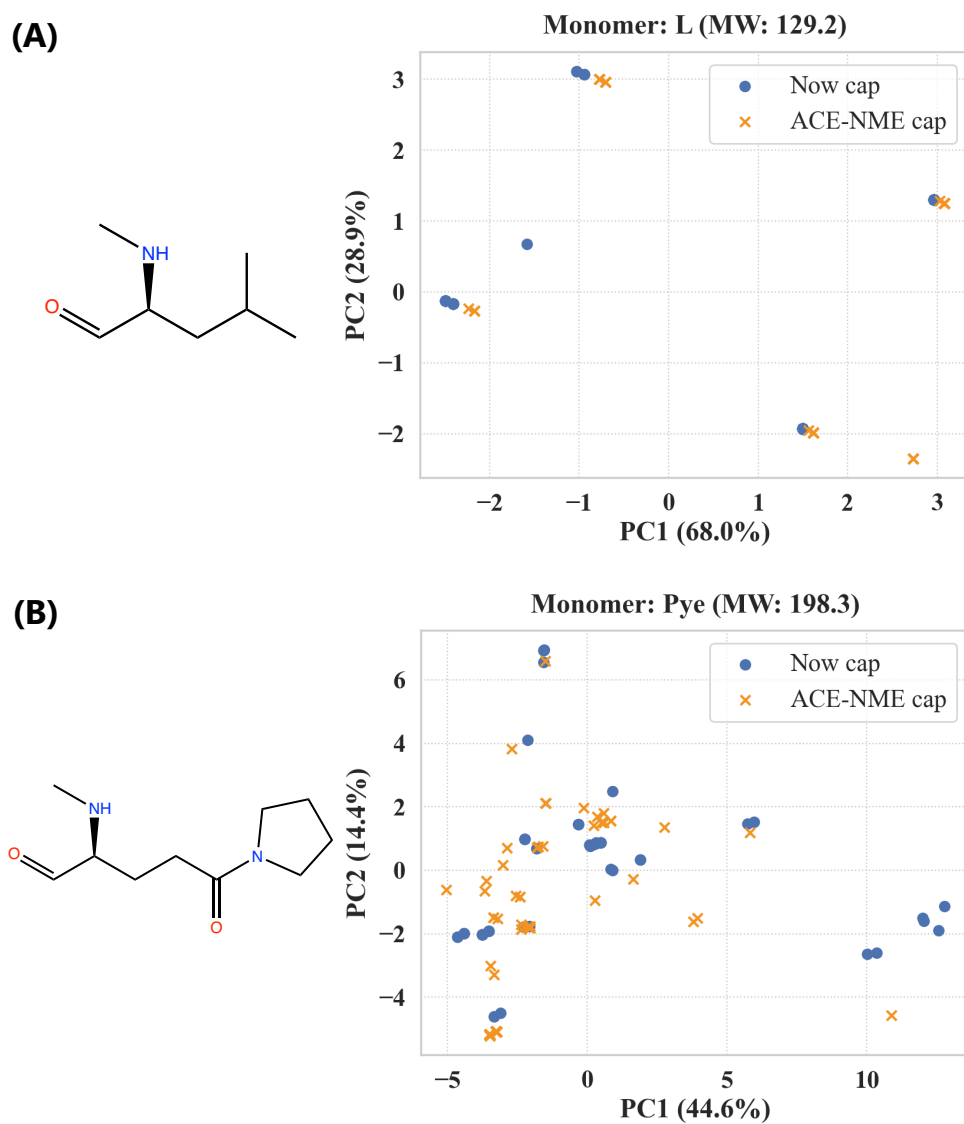 (A)
Monomer: L (MW: 129.2)
Now cap
ACE-NME cap
NH
O
PC2 (28.9%)
3
2
1
0
−1
−2
−2
−1
0
1
2
3
PC1 (68.0%)
(B)
Monomer: Pye (MW: 198.3)
Now cap
ACE-NME cap
NH
O
N
O
PC2 (14.4%)
6
4
2
0
−2
−4
−5
0
5
10
PC1 (44.6%)